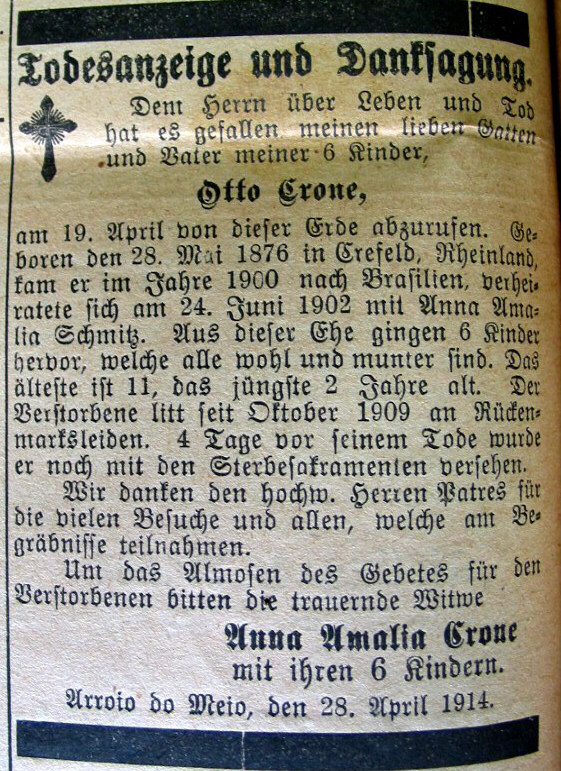 Todesanzeige und Danksagung.
Dem Herrn über Leben und Tod
hat es gefallen meinen lieben Gatten
und Vater meiner 6 Kinder,
Otto Crone,
am 19. April von dieser Erde abzurufen. Ge-
boren den 28. Mai 1876 in Crefeld, Rheinland,
kam er im Jahre 1900 nach Brasilien, verhei-
ratete sich am 24. Juni 1902 mit Anna Ama-
lia Schmitz. Aus dieser Ehe gingen 6 Kinder
hervor, welche alle wohl und munter sind. Das
älteste ist 11, das jüngste 2 Jahre alt. Der
Verstorbene litt seit Oktober 1909 an Rücken-
marksleiden. 4 Tage vor seinem Tode wurde
er noch mit den Sterbesakramenten versehen.
Wir danken den hochw. Herren Patres für
die vielen Besuche und allen, welche am Be-
gräbnisse teilnahmen.
Um das Almosen des Gebetes für den
Verstorbenen bitten die trauernde Witwe
Anna Amalia Crone
mit ihren 6 Kindern.
Arroio do Meio, den 28. April 1914.